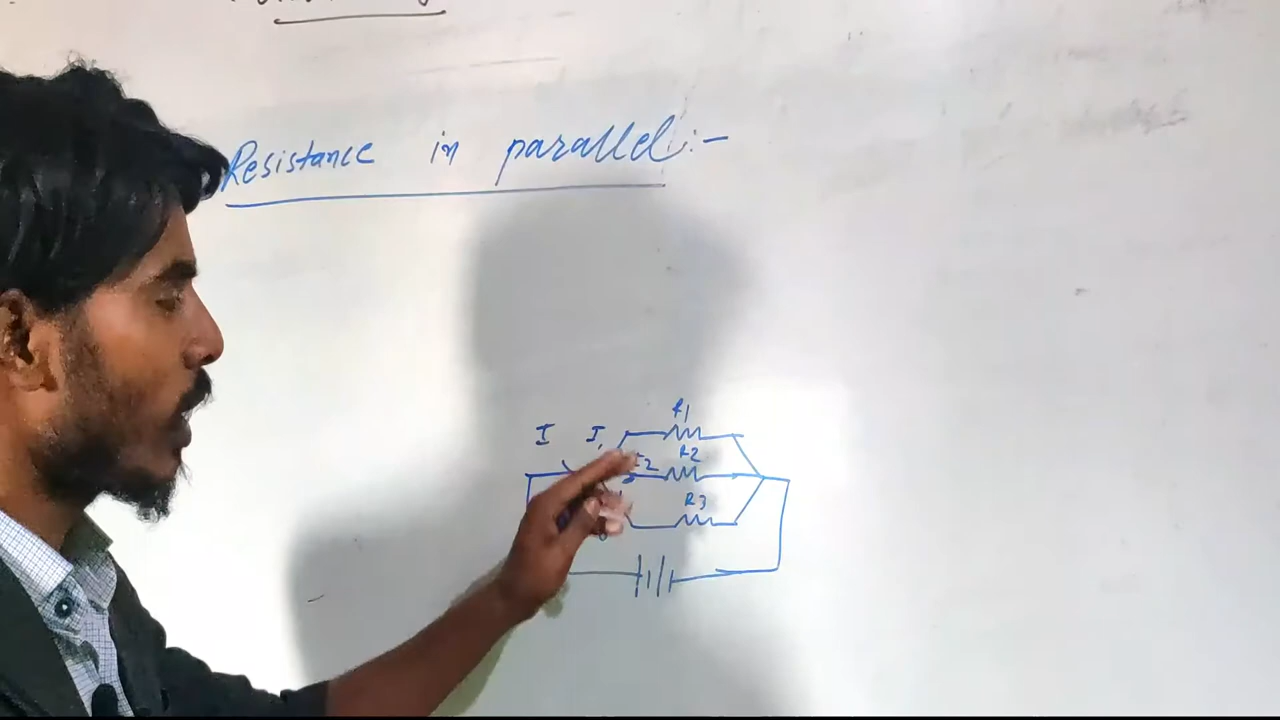 Resistance in parallel :-
R1
I I1
I2 R2
R3